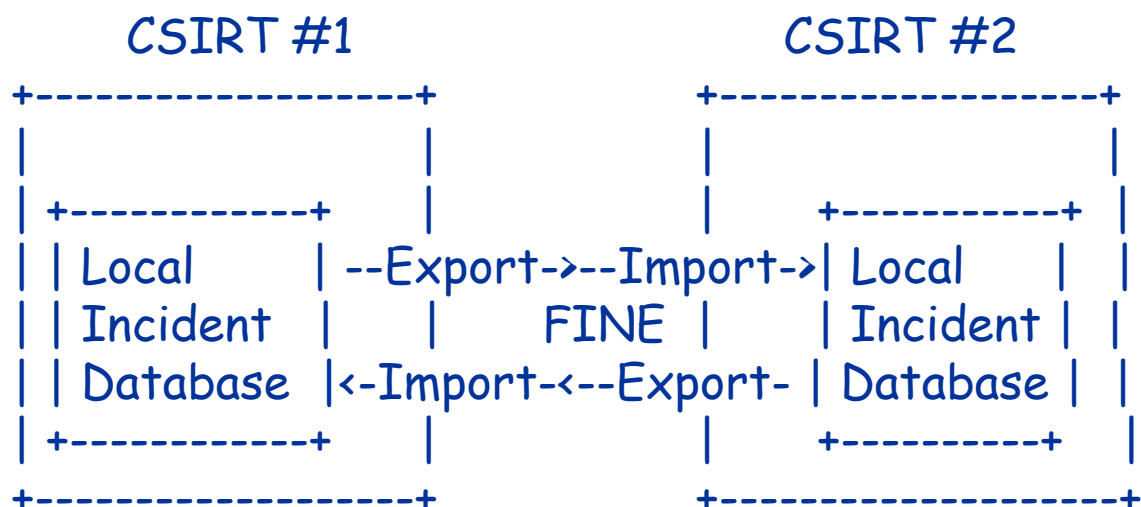 CSIRT #1                    CSIRT #2
+-------------------+             +-------------------+
|                   |             |                   |
| +------------+    |             |     +-----------+ |
| | Local      | --Export->--Import->| Local     | |
| | Incident   |    |     FINE |     | Incident | |
| | Database |<-Import-<--Export- | Database | |
| +-----------+     |             |     +----------+  |
+-------------------+             +--------------------+